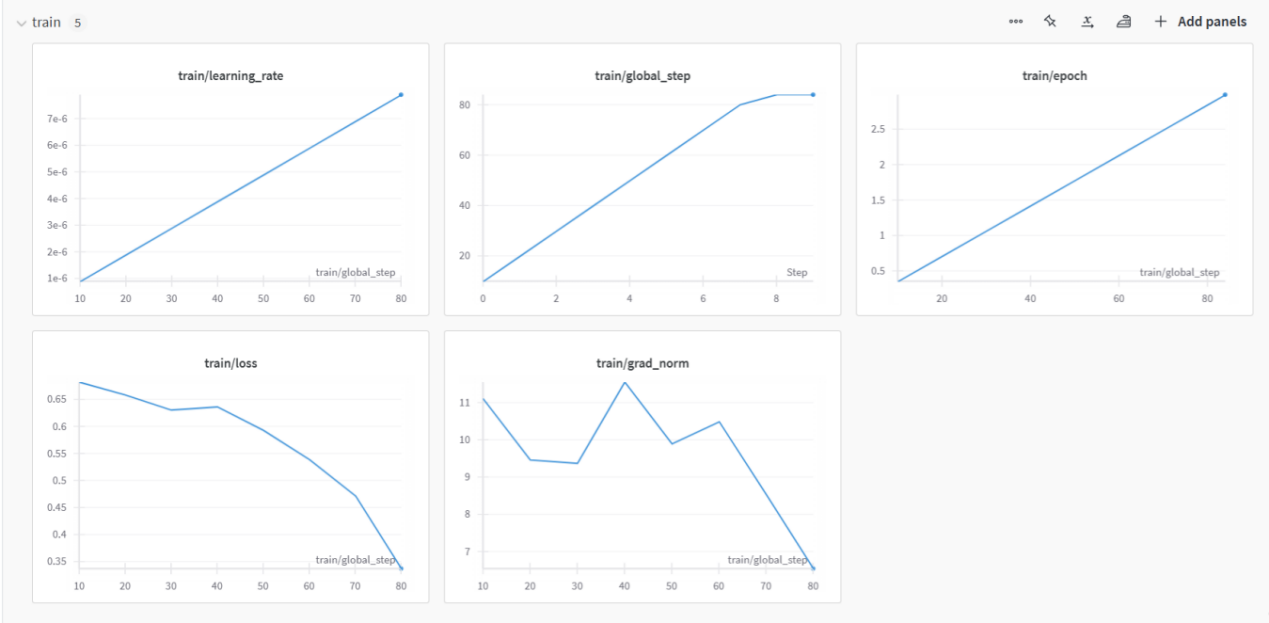 train 5
Add panels
train/learning_rate
7e-6
6e-6
5e-6
4e-6
3e-6
2e-6
1e-6
train/global_step
10 20 30 40 50 60 70 80
train/global_step
80
60
40
20
Step
0 2 4 6 8
train/epoch
2.5
2
1.5
1
0.5
train/global_step
20 40 60 80
train/loss
0.65
0.6
0.55
0.5
0.45
0.4
0.35
train/global_step
10 20 30 40 50 60 70 80
train/grad_norm
11
10
9
8
7
train/global_step
10 20 30 40 50 60 70 80